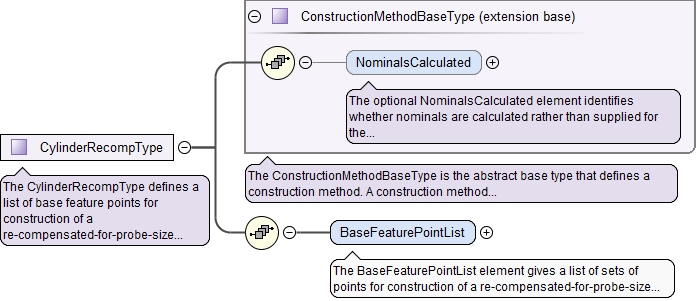 ConstructionMethodBaseType (extension base)
NominalsCalculated
The optional NominalsCalculated element identifies
whether nominals are calculated rather than supplied for
the...
CylinderRecompType
The CylinderRecompType defines a
list of base feature points for
construction of a
re-compensated-for-probe-size...
The ConstructionMethodBaseType is the abstract base type that defines a
construction method. A construction method...
BaseFeaturePointList
The BaseFeaturePointList element gives a list of sets of
points for construction of a re-compensated-for-probe-size...